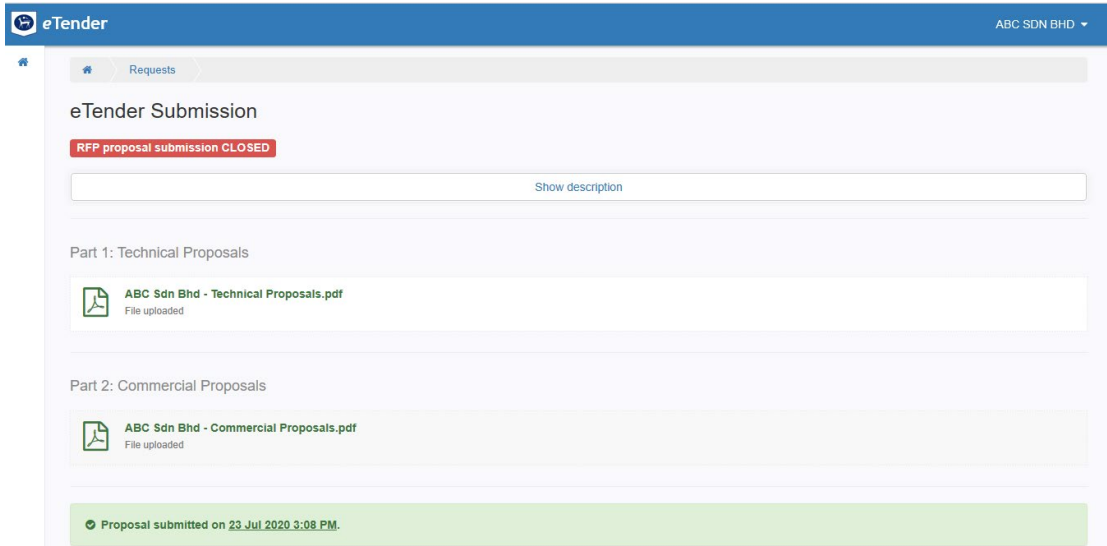 eTender
ABC SDN BHD
Requests
eTender Submission
RFP proposal submission CLOSED
Show description
Part 1: Technical Proposals
ABC Sdn Bhd - Technical Proposals.pdf
File uploaded
Part 2: Commercial Proposals
ABC Sdn Bhd - Commercial Proposals.pdf
File uploaded
Proposal submitted on 23 Jul 2020 3:08 PM.